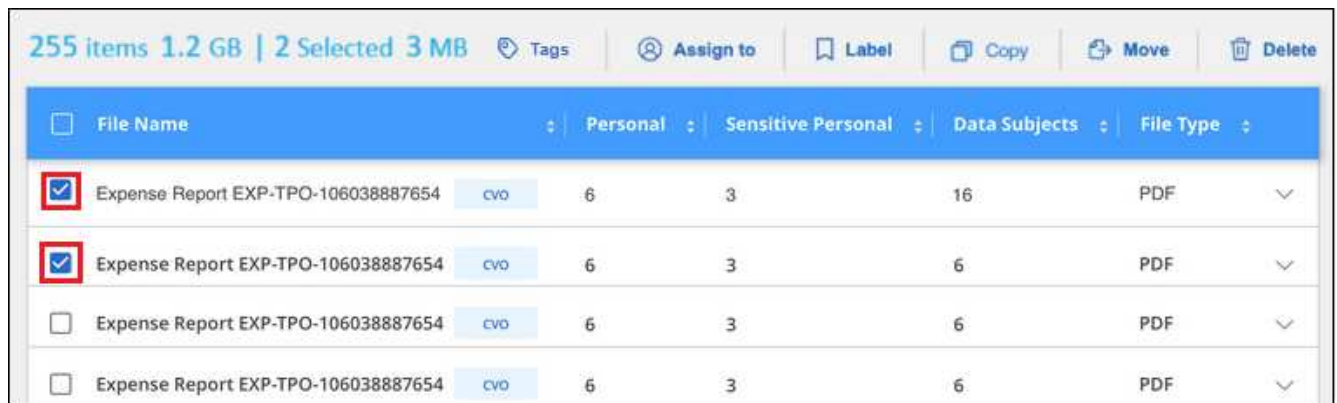 255 items 1.2 GB | 2 Selected 3 MB Tags Assign to Label Copy Move Delete
File Name Personal Sensitive Personal Data Subjects File Type
Expense Report EXP-TPO-106038887654 CVO 6 3 16 PDF
Expense Report EXP-TPO-106038887654 CVO 6 3 6 PDF
Expense Report EXP-TPO-106038887654 CVO 6 3 6 PDF
Expense Report EXP-TPO-106038887654 CVO 6 3 6 PDF